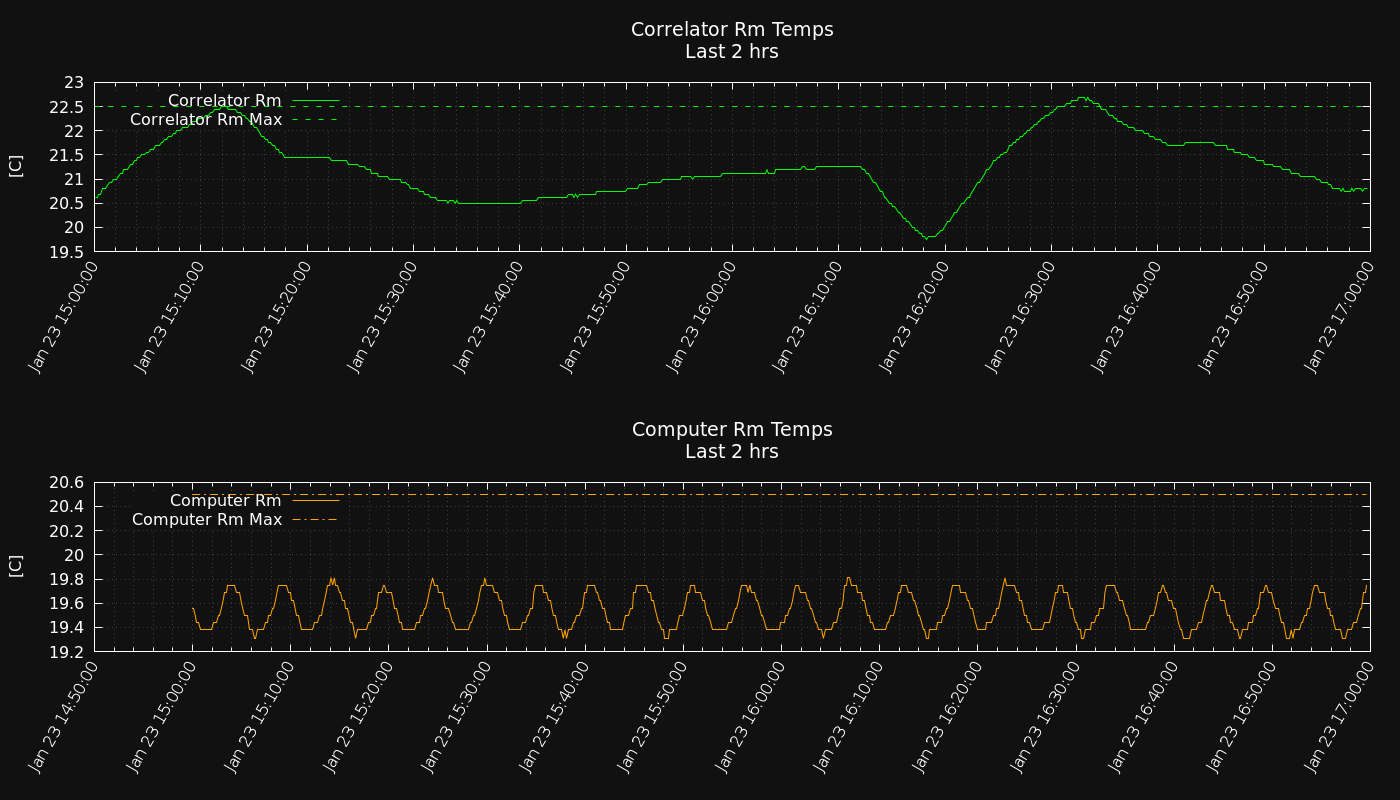 Correlator Rm Temps
Last 2 hrs
23
22.5
22
21.5
21
20.5
20
19.5
[C]
Correlator Rm
Correlator Rm Max
Jan 23 15:00:00
Jan 23 15:10:00
Jan 23 15:20:00
Jan 23 15:30:00
Jan 23 15:40:00
Jan 23 15:50:00
Jan 23 16:00:00
Jan 23 16:10:00
Jan 23 16:20:00
Jan 23 16:30:00
Jan 23 16:40:00
Jan 23 16:50:00
Jan 23 17:00:00
Computer Rm Temps
Last 2 hrs
20.6
20.4
20.2
20
19.8
19.6
19.4
19.2
[C]
Computer Rm
Computer Rm Max
Jan 23 14:50:00
Jan 23 15:00:00
Jan 23 15:10:00
Jan 23 15:20:00
Jan 23 15:30:00
Jan 23 15:40:00
Jan 23 15:50:00
Jan 23 16:00:00
Jan 23 16:10:00
Jan 23 16:20:00
Jan 23 16:30:00
Jan 23 16:40:00
Jan 23 16:50:00
Jan 23 17:00:00